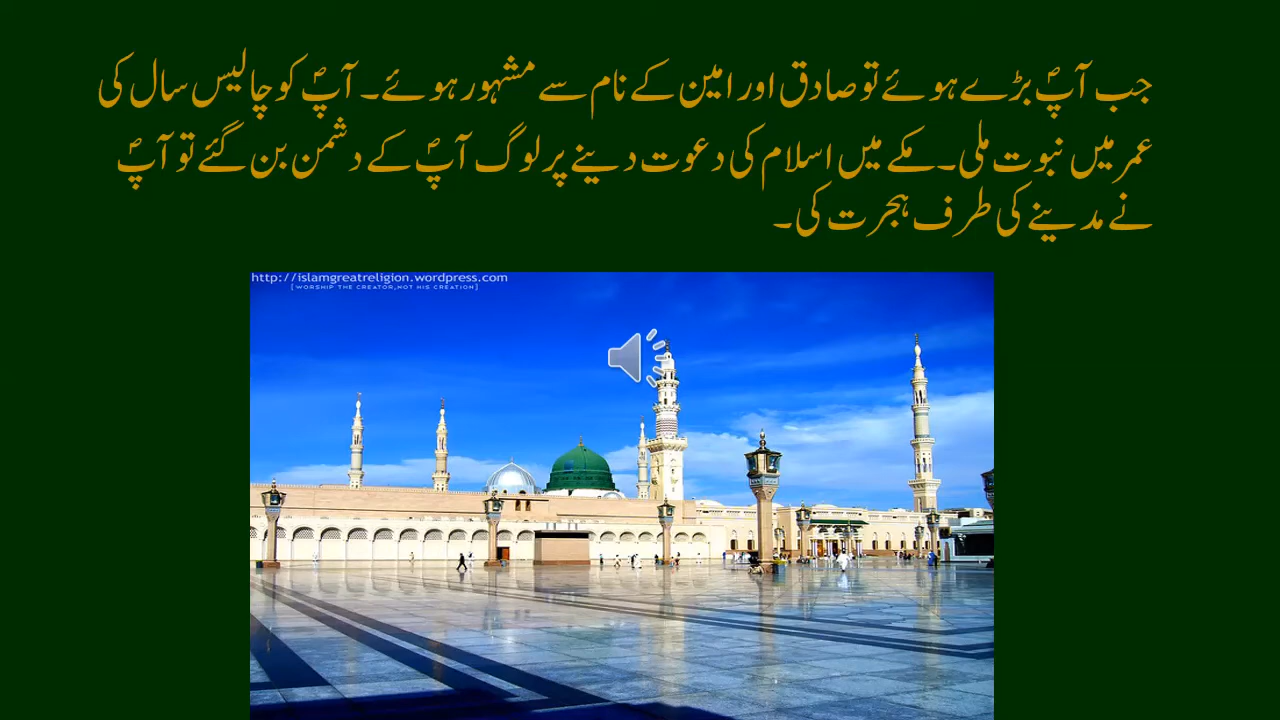 جب آپؐ بڑے ہوئے تو صادق اور امین کے نام سے مشہور ہوئے۔ آپؐ کو چالیس سال کی
عمر میں نبوت ملی۔ مکے میں اسلام کی دعوت دینے پر لوگ آپؐ کے دشمن بن گئے تو آپؐ
نے مدینے کی طرف ہجرت کی۔
http://islamgreatreligion.wordpress.com
[WORSHIP THE CREATOR,NOT HIS CREATION]